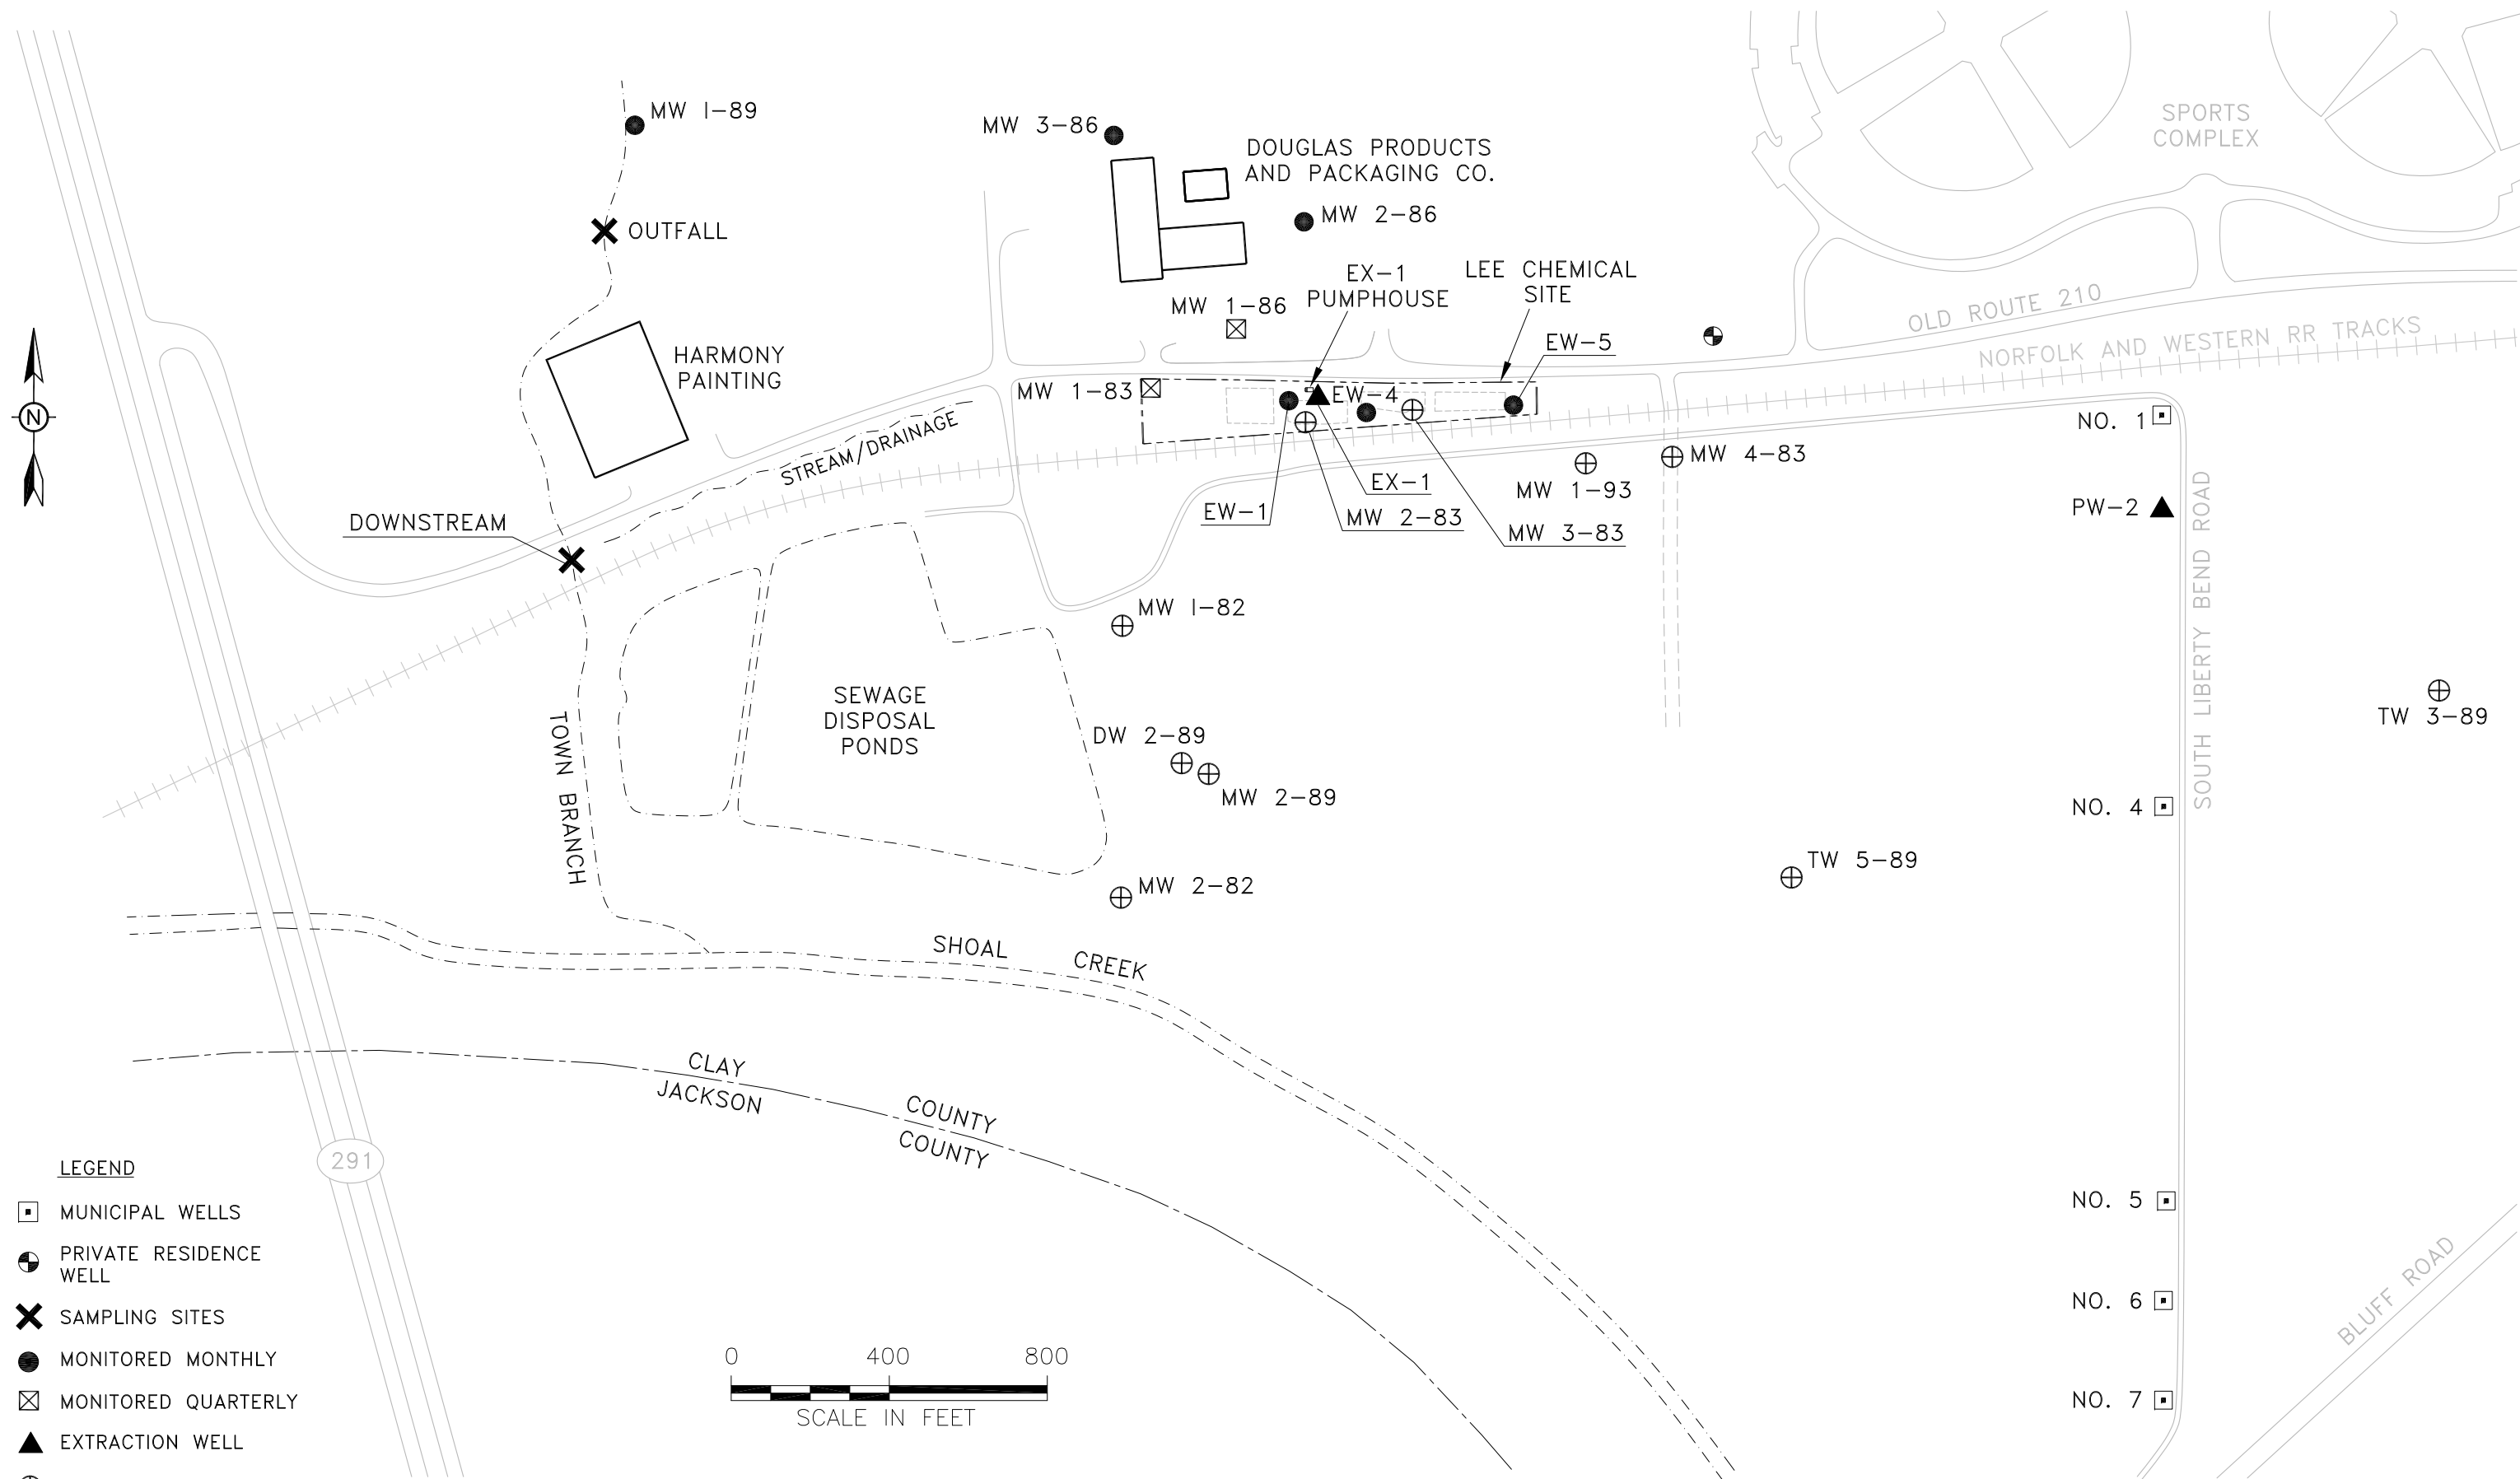 MW I-89
MW 3-86
DOUGLAS PRODUCTS
AND PACKAGING CO.
SPORTS
COMPLEX
OUTFALL
MW 2-86
EX-1
PUMPHOUSE
LEE CHEMICAL
SITE
MW 1-86
EW-5
OLD ROUTE 210
NORFOLK AND WESTERN RR TRACKS
HARMONY
PAINTING
MW 1-83
EW-4
N
STREAM/DRAINAGE
NO. 1
MW 4-83
EX-1
MW 1-93
EW-1
MW 2-83
MW 3-83
PW-2
DOWNSTREAM
SOUTH LIBERTY BEND ROAD
MW I-82
SEWAGE
DISPOSAL
PONDS
TOWN BRANCH
DW 2-89
MW 2-89
TW 3-89
NO. 4
TW 5-89
MW 2-82
SHOAL CREEK
CLAY COUNTY
JACKSON COUNTY
291
NO. 5
BLUFF ROAD
NO. 6
NO. 7
LEGEND
MUNICIPAL WELLS
PRIVATE RESIDENCE
WELL
SAMPLING SITES
MONITORED MONTHLY
MONITORED QUARTERLY
EXTRACTION WELL
0 400 800
SCALE IN FEET